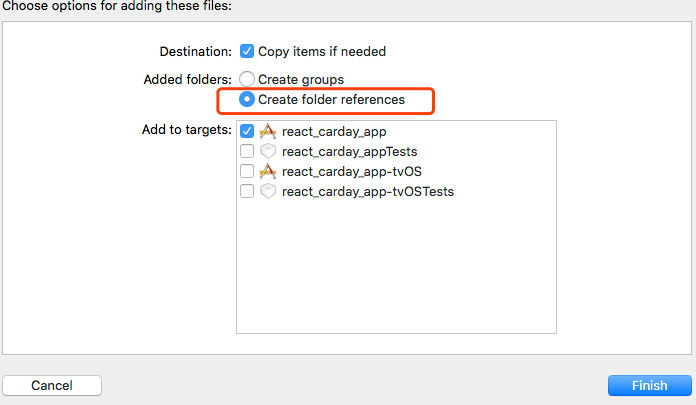 Choose options for adding these files:
Destination: Copy items if needed
Added folders: Create groups
Create folder references
Add to targets: react_carday_app
react_carday_appTests
react_carday_app-tvOS
react_carday_app-tvOSTests
Cancel Finish